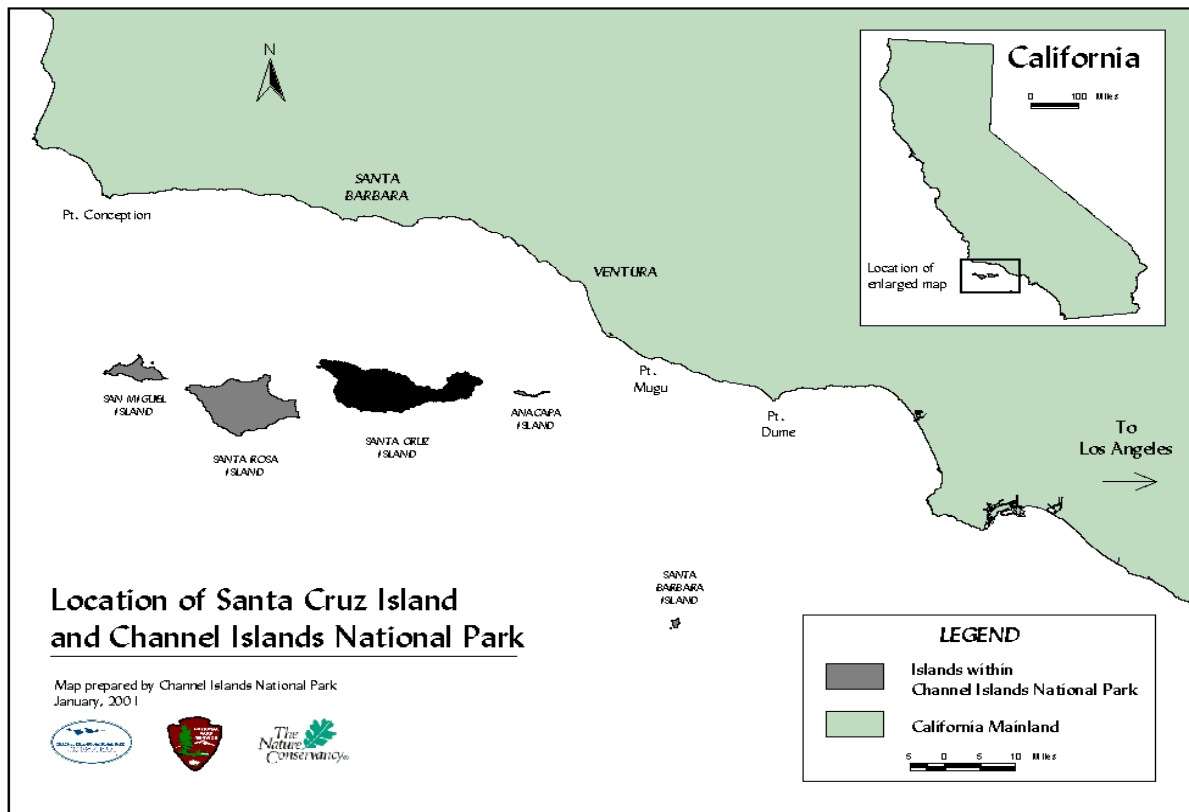 N
California
0 100 Miles
Location of
enlarged map
SANTA
BARBARA
Pt. Conception
VENTURA
SAN MIGUEL
ISLAND
SANTA ROSA
ISLAND
SANTA CRUZ
ISLAND
ANACAPA
ISLAND
Pt.
Mugu
Pt.
Dume
To
Los Angeles
SANTA
BARBARA
ISLAND
Location of Santa Cruz Island
and Channel Islands National Park
Map prepared by Channel Islands National Park
January, 2001
The
Nature
Conservancy
LEGEND
Islands within
Channel Islands National Park
California Mainland
5 0 5 10 Miles